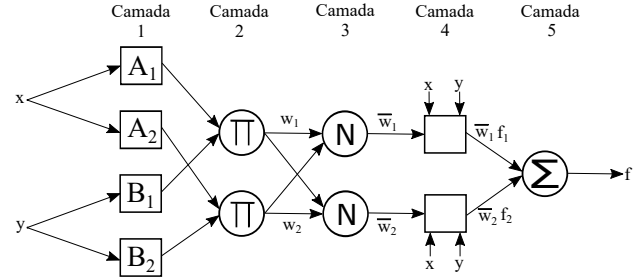 Camada Camada Camada Camada Camada
1 2 3 4 5
A₁
x y
x
w₁ w̅₁ w̅₁ f₁
A₂ Π N
Σ f
B₁
Π N
w₂ w̅₂ w̅₂ f₂
y
B₂
x y